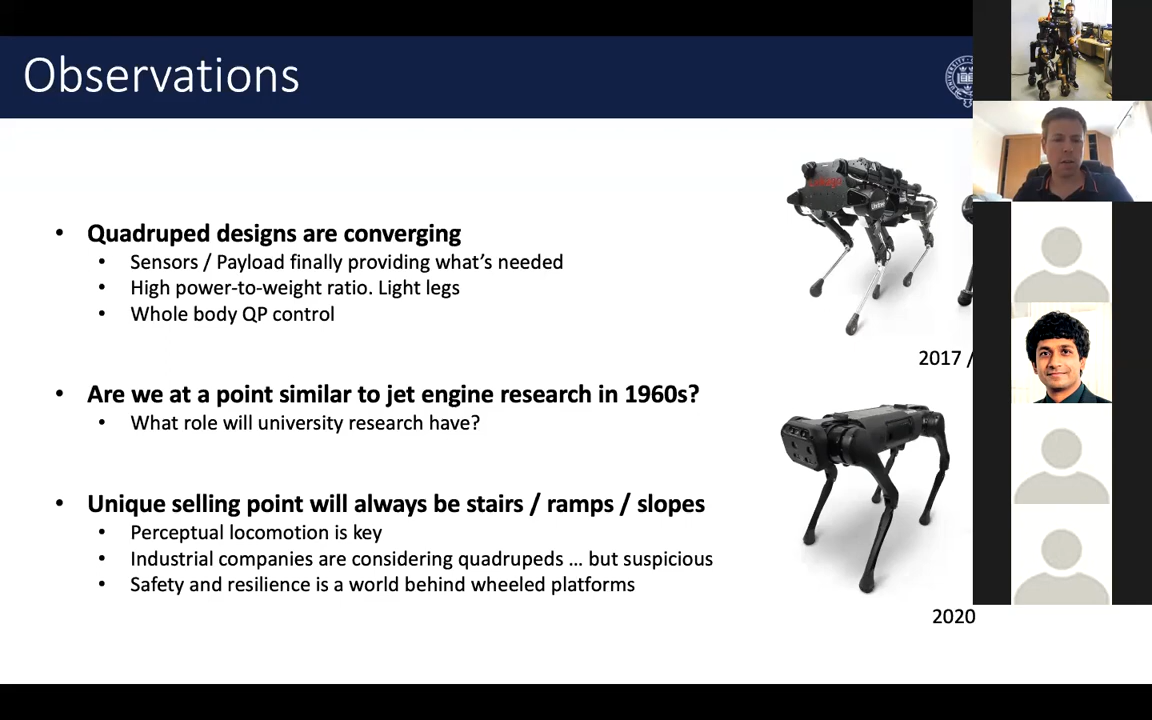 Observations
• Quadruped designs are converging
• Sensors / Payload finally providing what's needed
• High power-to-weight ratio. Light legs
• Whole body QP control
2017 /
• Are we at a point similar to jet engine research in 1960s?
• What role will university research have?
• Unique selling point will always be stairs / ramps / slopes
• Perceptual locomotion is key
• Industrial companies are considering quadrupeds ... but suspicious
• Safety and resilience is a world behind wheeled platforms
2020